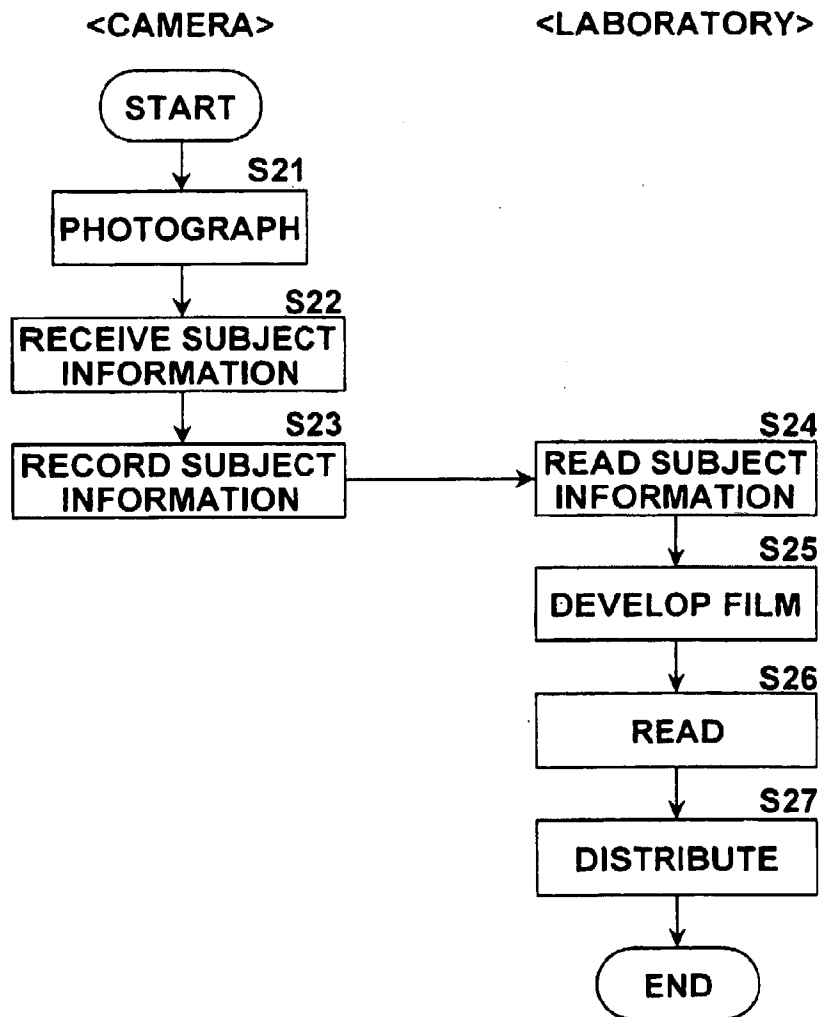 <CAMERA>
<LABORATORY>
START
S21
PHOTOGRAPH
S22
RECEIVE SUBJECT
INFORMATION
S23
RECORD SUBJECT
INFORMATION
S24
READ SUBJECT
INFORMATION
S25
DEVELOP FILM
S26
READ
S27
DISTRIBUTE
END